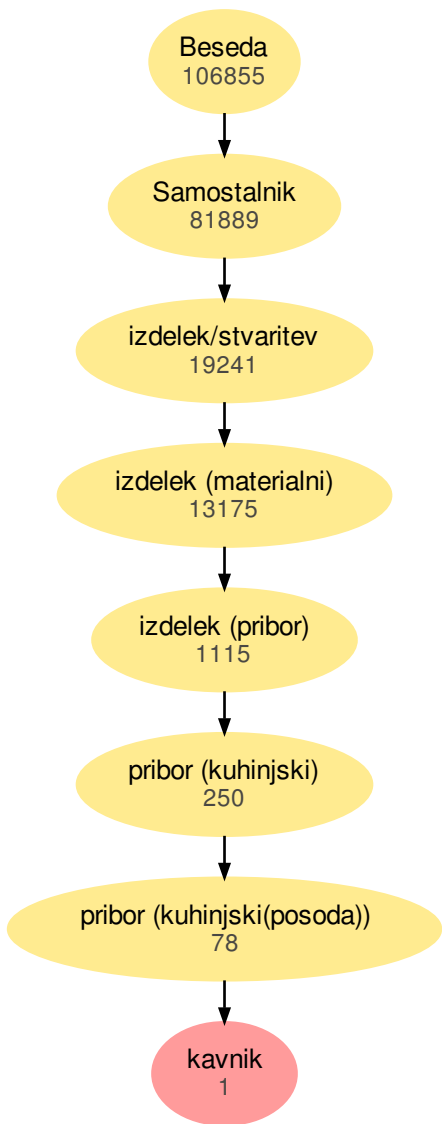 Beseda
106855
Samostalnik
81889
izdelek/stvaritev
19241
izdelek (materialni)
13175
izdelek (pribor)
1115
pribor (kuhinjski)
250
pribor (kuhinjski(posoda))
78
kavnik
1